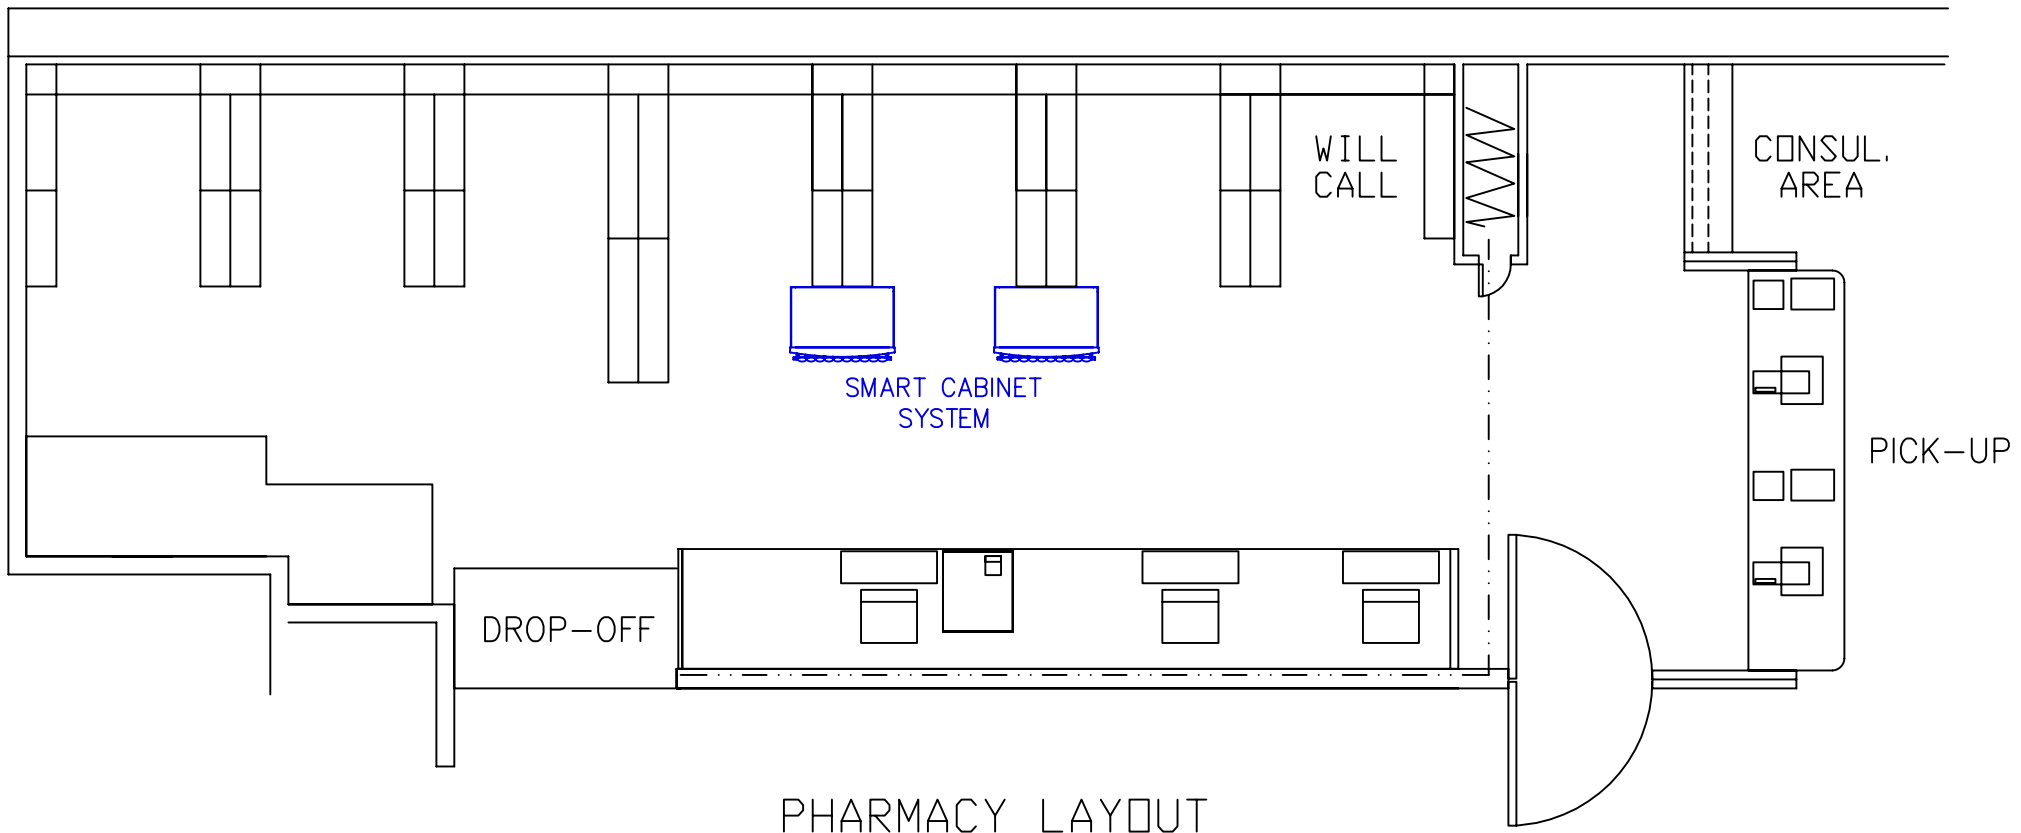 WILL
CALL
CONSUL.
AREA
SMART CABINET
SYSTEM
PICK-UP
DROP-OFF
PHARMACY LAYOUT